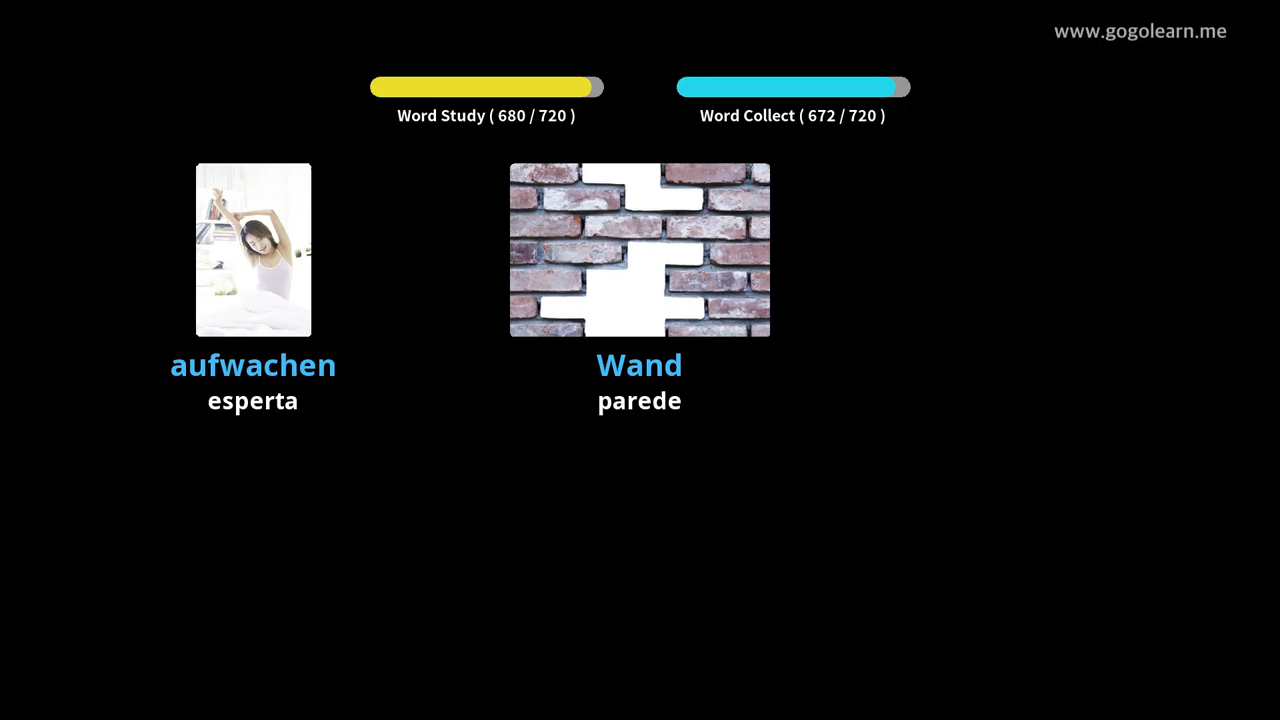 www.gogolearn.me
Word Study ( 680 / 720 )
Word Collect ( 672 / 720 )
aufwachen
esperta
Wand
parede